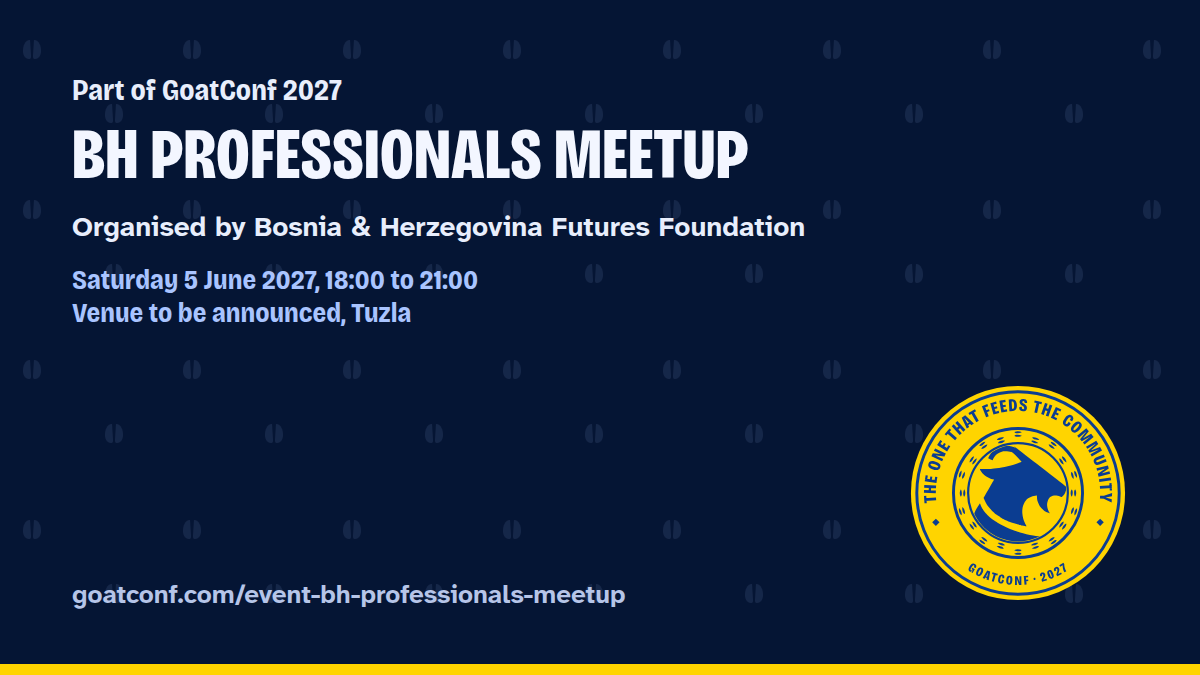 Part of GoatConf 2027
BH PROFESSIONALS MEETUP
Organised by Bosnia & Herzegovina Futures Foundation
Saturday 5 June 2027, 18:00 to 21:00
Venue to be announced, Tuzla
THE ONE THAT FEEDS THE COMMUNITY
GOATCONF · 2027
goatconf.com/event-bh-professionals-meetup